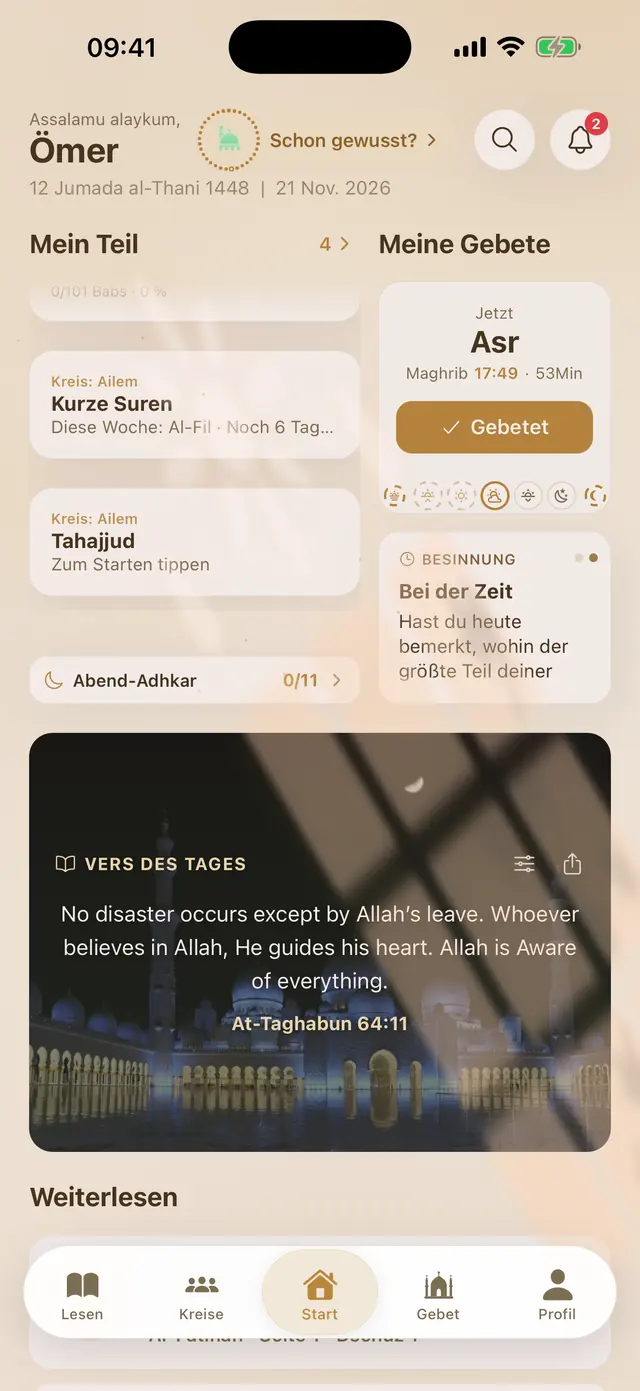 09:41
Assalamu alaykum,
Ömer
Schon gewusst?
2
12 Jumada al-Thani 1448 | 21 Nov. 2026
Mein Teil
4
0/101 Babs · 0 %
Kreis: Ailem
Kurze Suren
Diese Woche: Al-Fil · Noch 6 Tag...
Kreis: Ailem
Tahajjud
Zum Starten tippen
Abend-Adhkar
0/11
Meine Gebete
Jetzt
Asr
Maghrib 17:49 · 53Min
Gebetet
BESINNUNG
Bei der Zeit
Hast du heute
bemerkt, wohin der
größte Teil deiner
VERS DES TAGES
No disaster occurs except by Allah’s leave. Whoever
believes in Allah, He guides his heart. Allah is Aware
of everything.
At-Taghabun 64:11
Weiterlesen
Lesen
Kreise
Start
Gebet
Profil